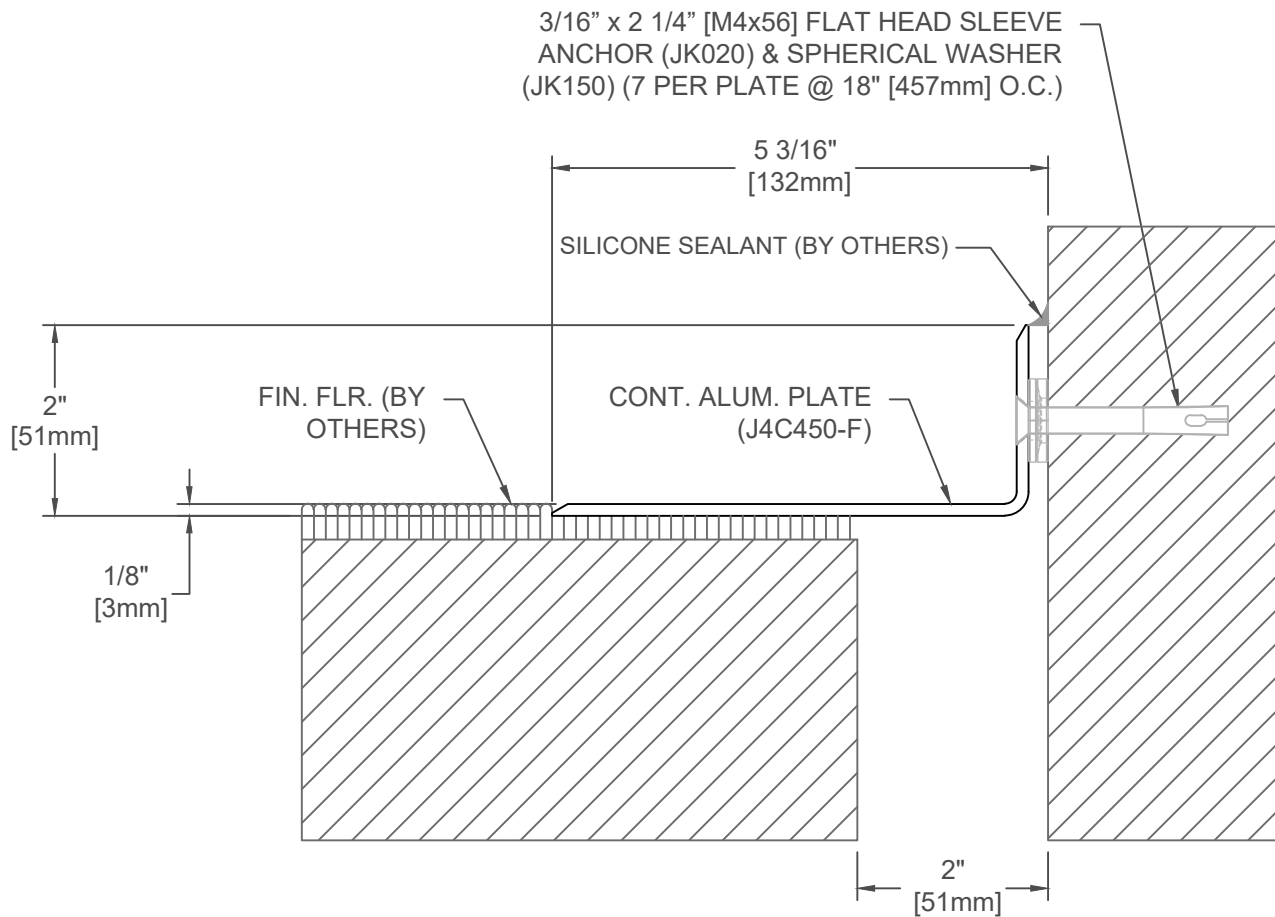 3/16” x 2 1/4” [M4x56] FLAT HEAD SLEEVE
ANCHOR (JK020) & SPHERICAL WASHER
(JK150) (7 PER PLATE @ 18" [457mm] O.C.)
5 3/16"
[132mm]
SILICONE SEALANT (BY OTHERS)
2"
[51mm]
FIN. FLR. (BY
OTHERS)
CONT. ALUM. PLATE
(J4C450-F)
1/8"
[3mm]
2"
[51mm]